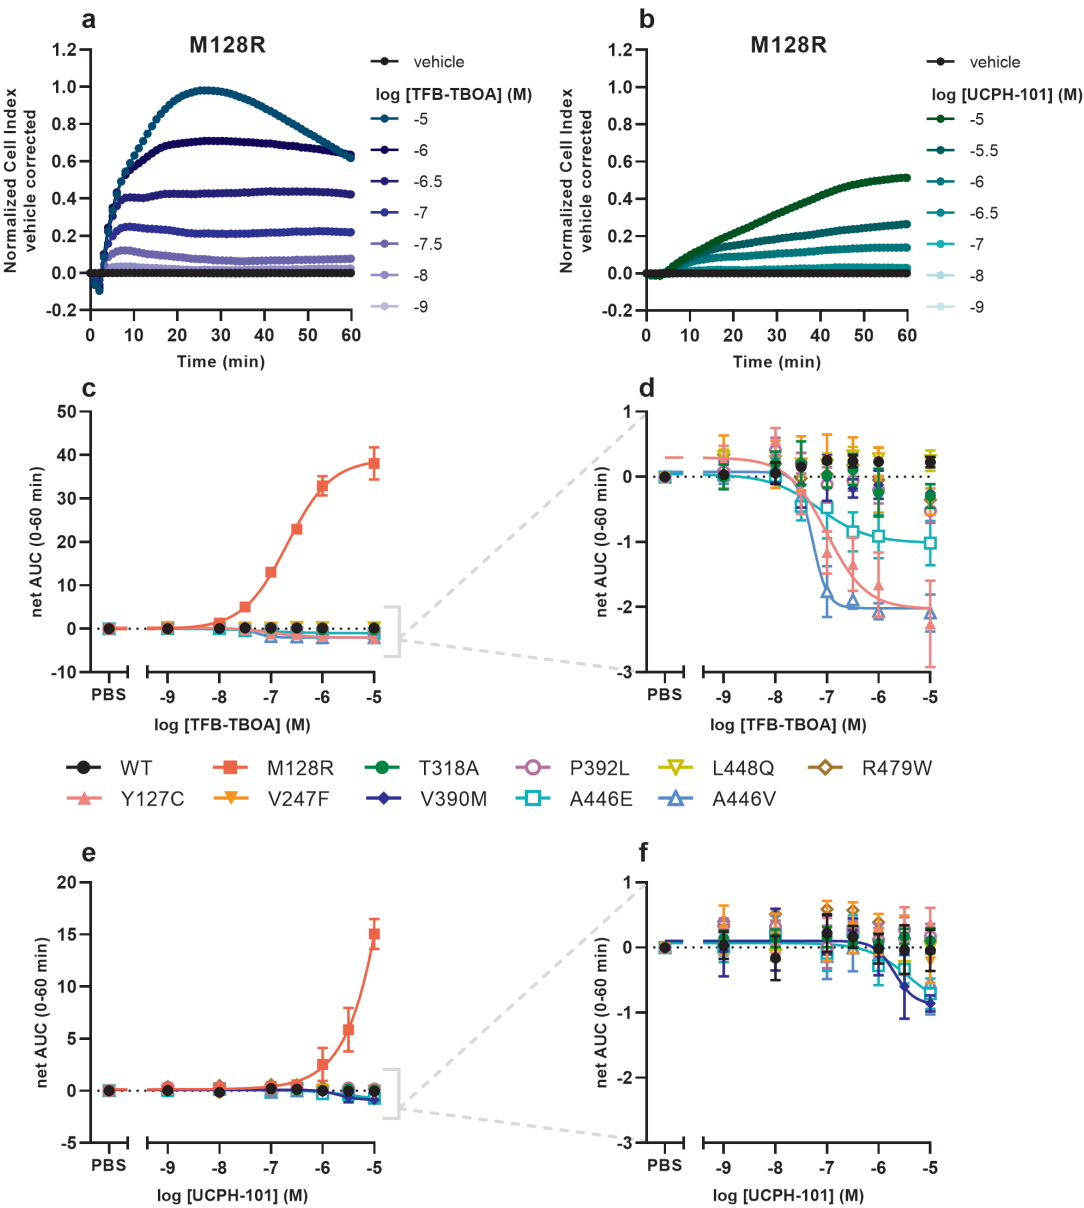 a
M128R
Normalized Cell Index
vehicle corrected
1.2
1.0
0.8
0.6
0.4
0.2
0.0
-0.2
0 10 20 30 40 50 60
Time (min)
vehicle
log [TFB-TBOA] (M)
-5
-6
-6.5
-7
-7.5
-8
-9
b
M128R
Normalized Cell Index
vehicle corrected
1.2
1.0
0.8
0.6
0.4
0.2
0.0
-0.2
0 10 20 30 40 50 60
Time (min)
vehicle
log [UCPH-101] (M)
-5
-5.5
-6
-6.5
-7
-8
-9
c
net AUC (0-60 min)
50
40
30
20
10
0
-10
PBS -9 -8 -7 -6 -5
log [TFB-TBOA] (M)
d
net AUC (0-60 min)
1
0
-1
-2
-3
PBS -9 -8 -7 -6 -5
log [TFB-TBOA] (M)
WT M128R T318A P392L L448Q R479W
Y127C V247F V390M A446E A446V
e
net AUC (0-60 min)
20
15
10
5
0
-5
PBS -9 -8 -7 -6 -5
log [UCPH-101] (M)
f
net AUC (0-60 min)
1
0
-1
-2
-3
PBS -9 -8 -7 -6 -5
log [UCPH-101] (M)